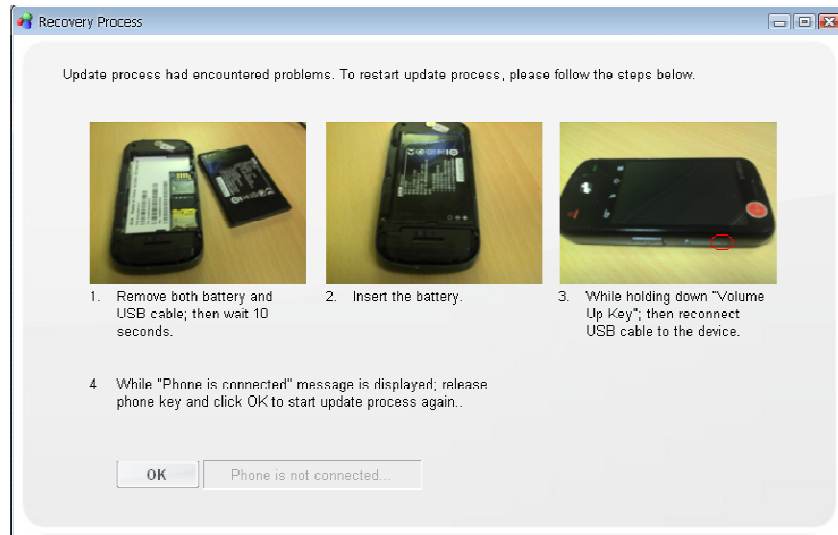 Recovery Process
Update process had encountered problems. To restart update process, please follow the steps below.
1. Remove both battery and
USB cable; then wait 10
seconds.
2. Insert the battery.
3. While holding down "Volume
Up Key"; then reconnect
USB cable to the device.
4 While "Phone is connected" message is displayed; release
phone key and click OK to start update process again..
OK
Phone is not connected...